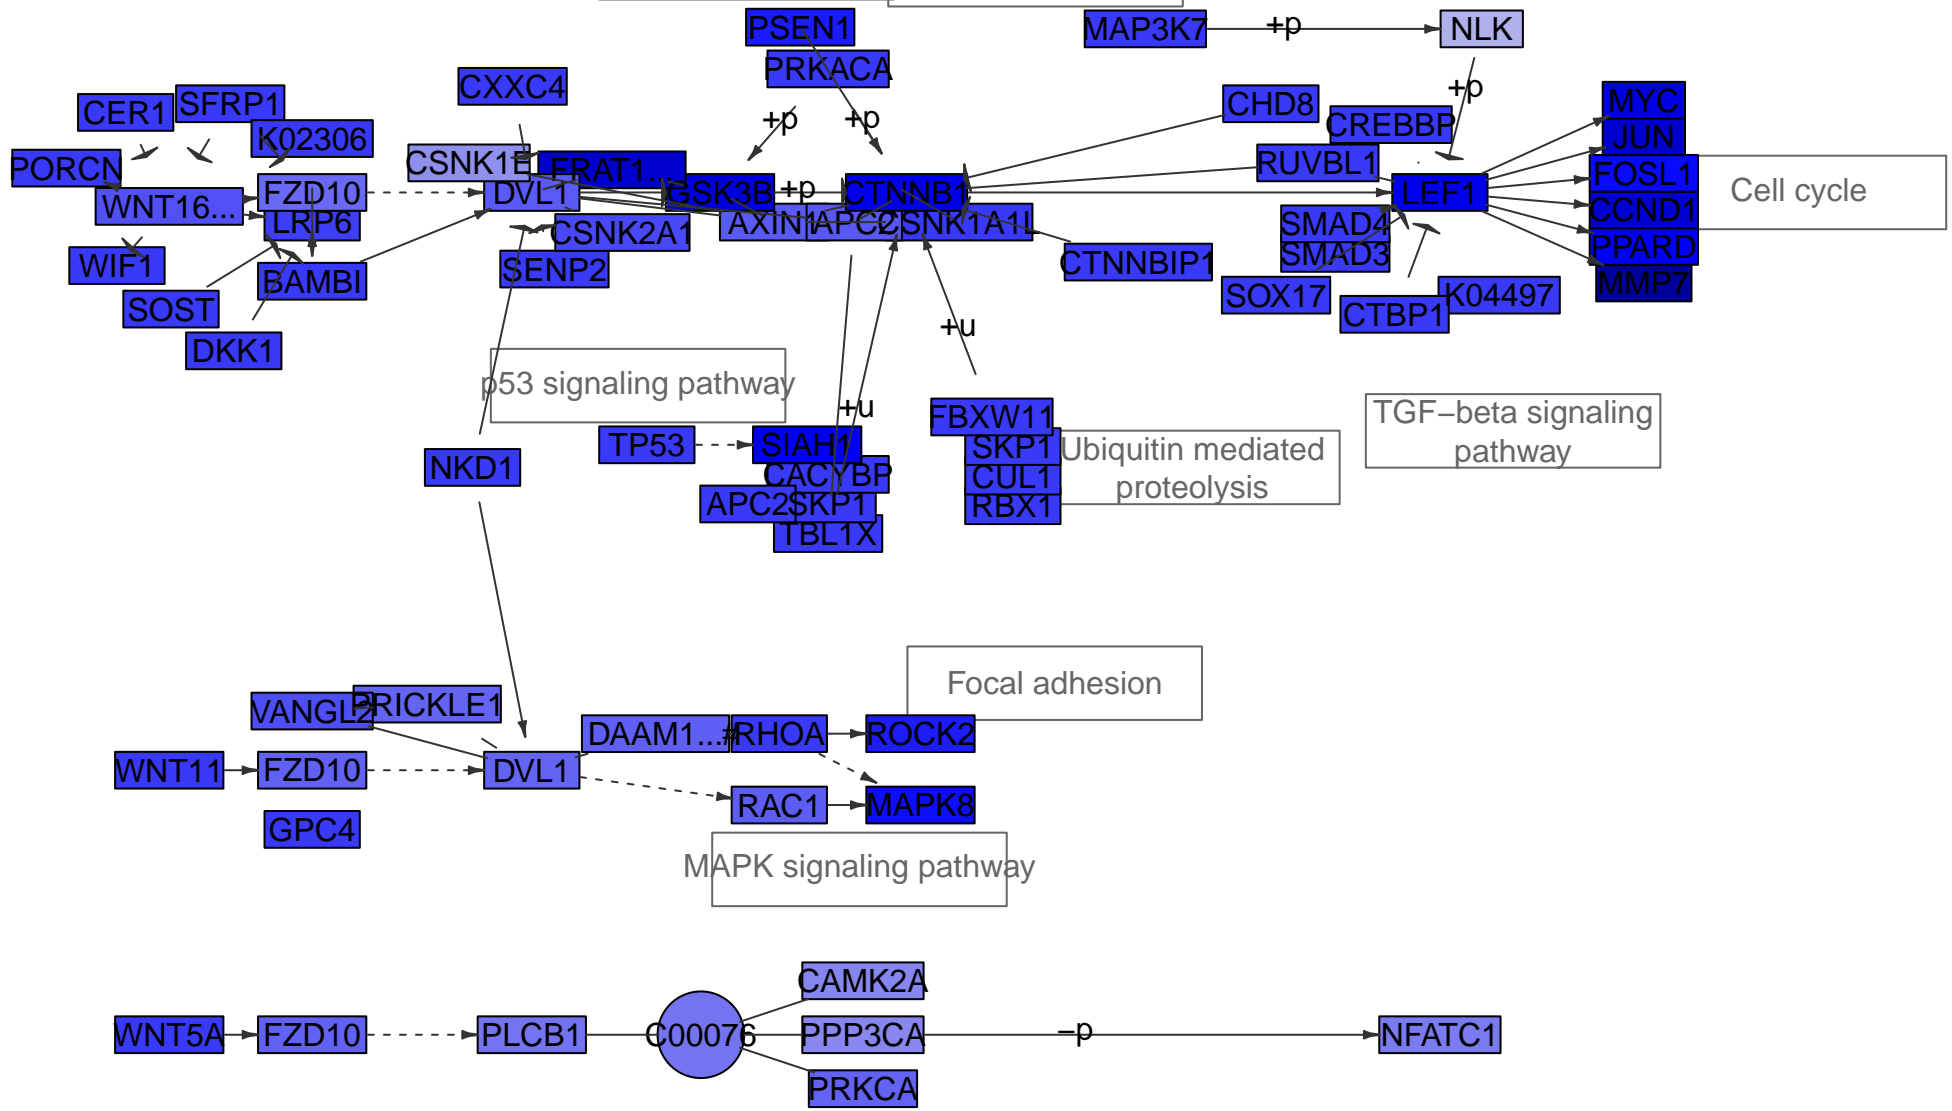 PSEN1
MAP3K7
+p
NLK
PRKACA
CXXC4
+p
CER1
SFRP1
CHD8
MYC
K02306
+p
+p
CREBBP
JUN
PORCN
CSNK1E
FRAT1...
RUVBL1
FOSL1
Cell cycle
WNT16...
FZD10
DVL1
GSK3B
+p
CTNNB1
LEF1
CCND1
LRP6
CSNK2A1
AXIN1
APC2
CSNK1A1L
SMAD4
PPARD
WIF1
BAMBI
SENP2
CTNNBIP1
SMAD3
MMP7
SOST
SOX17
K04497
DKK1
CTBP1
+u
p53 signaling pathway
+u
FBXW11
TGF−beta signaling
pathway
TP53
SIAH1
SKP1
Ubiquitin mediated
proteolysis
NKD1
CACYBP
CUL1
APC2
SKP1
RBX1
TBL1X
Focal adhesion
VANGL2
PRICKLE1
DAAM1...#
RHOA
ROCK2
WNT11
FZD10
DVL1
RAC1
MAPK8
GPC4
MAPK signaling pathway
CAMK2A
WNT5A
FZD10
PLCB1
C00076
PPP3CA
−p
NFATC1
PRKCA